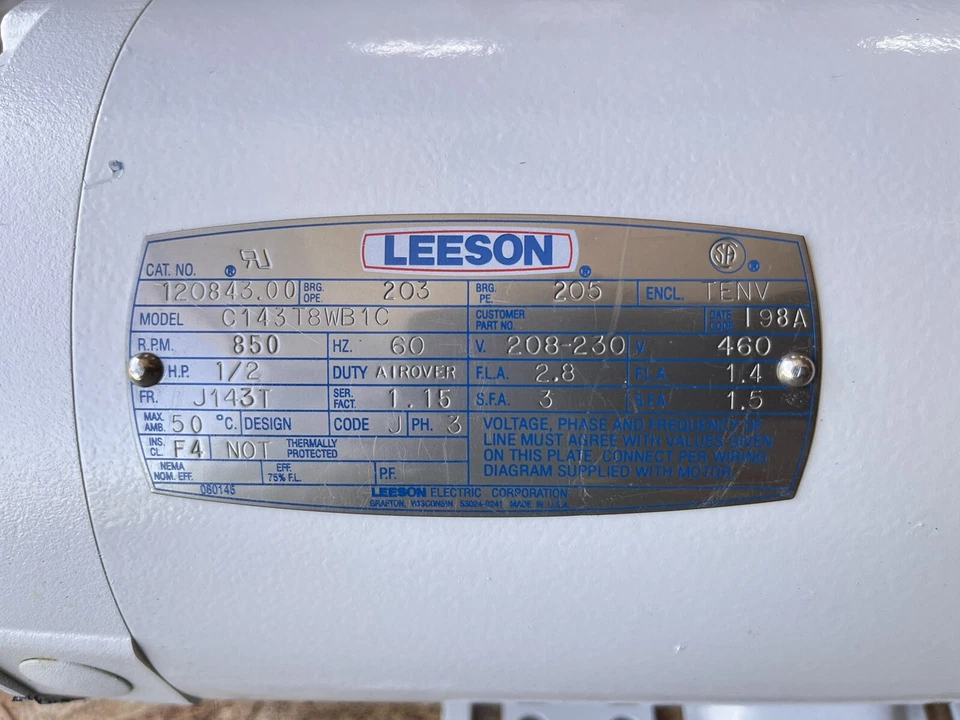 LEESON ®
CAT. NO. ® SA ®
120843.00 BRG. OPE. 203 BRG. PE. 205 ENCL. TENV
MODEL C143T8WB1C CUSTOMER PART NO. DATE CODE 198A
R.P.M. 850 HZ. 60 V. 208-230 V. 460
H.P. 1/2 DUTY AIROVER F.L.A. 2.8 F.L.A. 1.4
FR. J143T SER. FACT. 1.15 S.F.A. 3 S.F.A. 1.5
MAX. AMB. 50 °C. DESIGN CODE J PH. 3
INS. CL. F4 NOT THERMALLY PROTECTED
NEMA NOM. EFF. EFF. 75% F.L. P.F.
VOLTAGE, PHASE AND FREQUENCY OF
LINE MUST AGREE WITH VALUES GIVEN
ON THIS PLATE. CONNECT PER WIRING
DIAGRAM SUPPLIED WITH MOTOR.
060145 LEESON ELECTRIC CORPORATION
GRAFTON, WISCONSIN 53024-0241 MADE IN U.S.A.